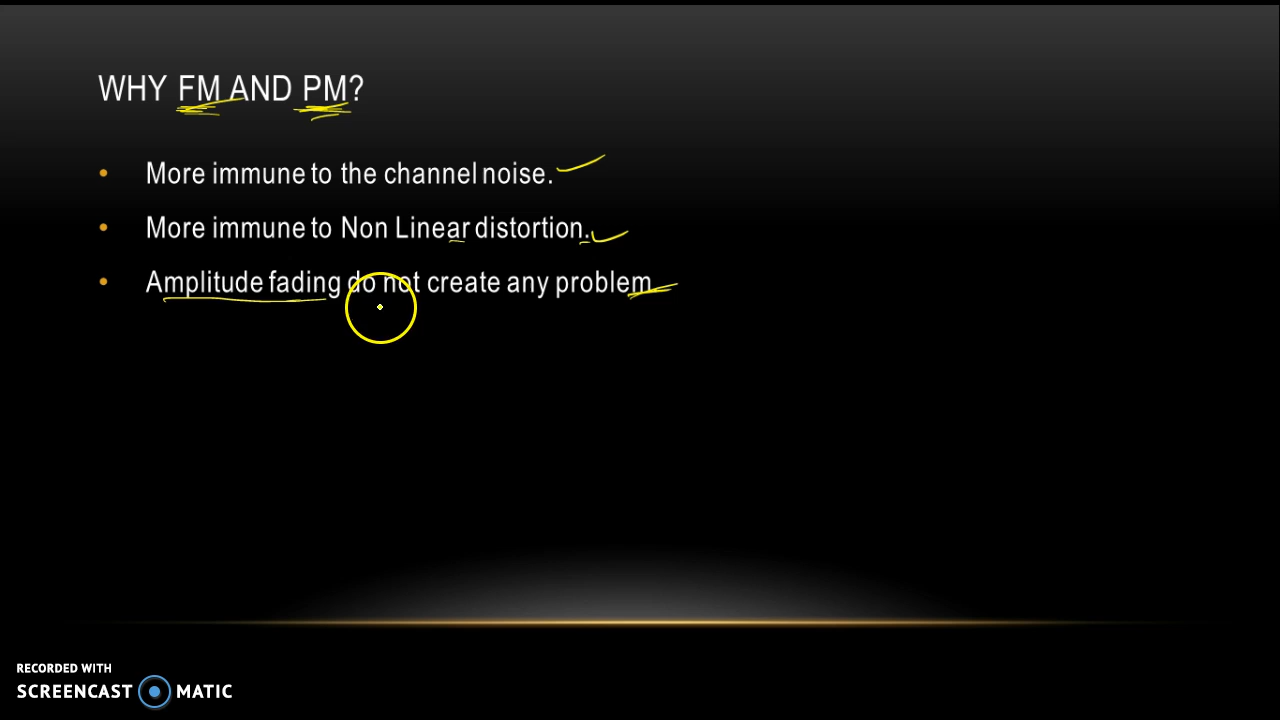 WHY FM AND PM?
• More immune to the channel noise.
• More immune to Non Linear distortion.
• Amplitude fading do not create any problem
RECORDED WITH
SCREENCAST MATIC